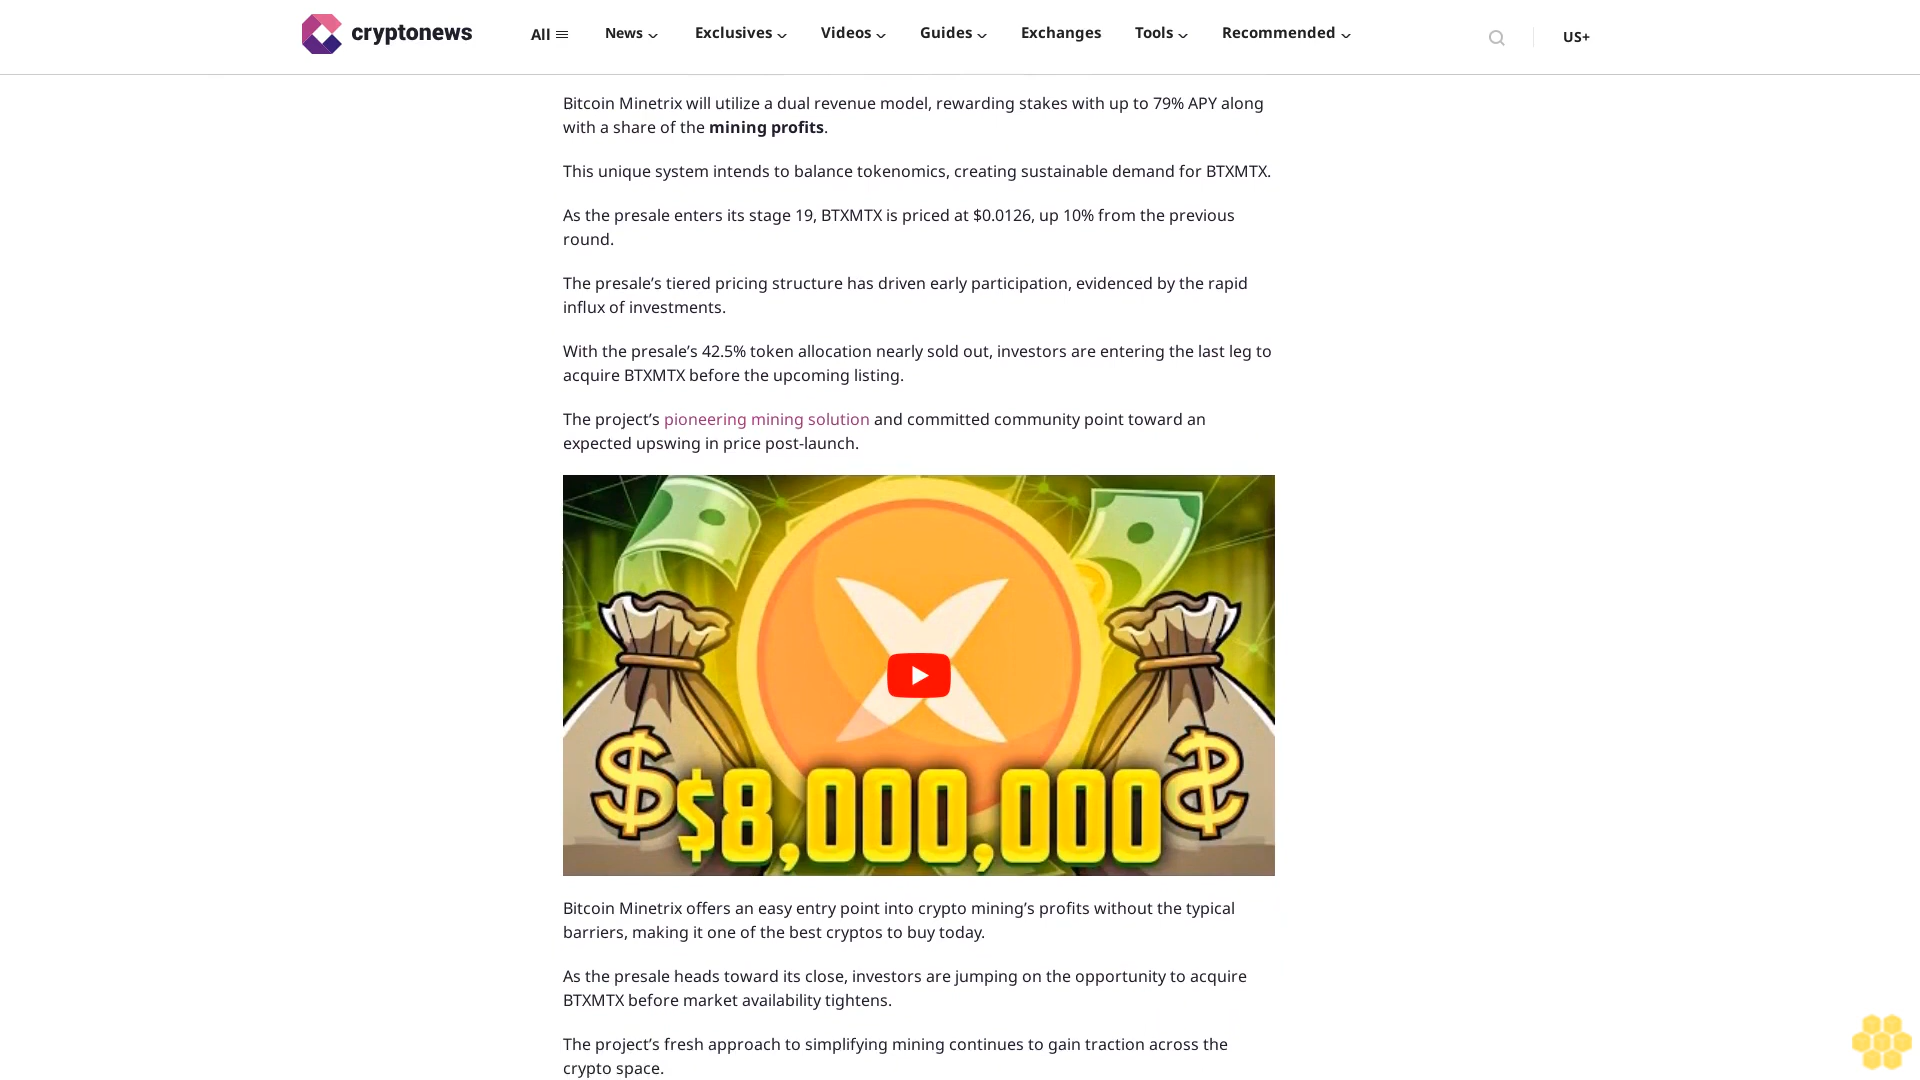 cryptonews
All
News
Exclusives
Videos
Guides
Exchanges
Tools
Recommended
US+
Bitcoin Minetrix will utilize a dual revenue model, rewarding stakes with up to 79% APY along
with a share of the mining profits.
This unique system intends to balance tokenomics, creating sustainable demand for BTXMTX.
As the presale enters its stage 19, BTXMTX is priced at $0.0126, up 10% from the previous
round.
The presale’s tiered pricing structure has driven early participation, evidenced by the rapid
influx of investments.
With the presale’s 42.5% token allocation nearly sold out, investors are entering the last leg to
acquire BTXMTX before the upcoming listing.
The project’s pioneering mining solution and committed community point toward an
expected upswing in price post-launch.
$ $
$8,000,000
Bitcoin Minetrix offers an easy entry point into crypto mining’s profits without the typical
barriers, making it one of the best cryptos to buy today.
As the presale heads toward its close, investors are jumping on the opportunity to acquire
BTXMTX before market availability tightens.
The project’s fresh approach to simplifying mining continues to gain traction across the
crypto space.